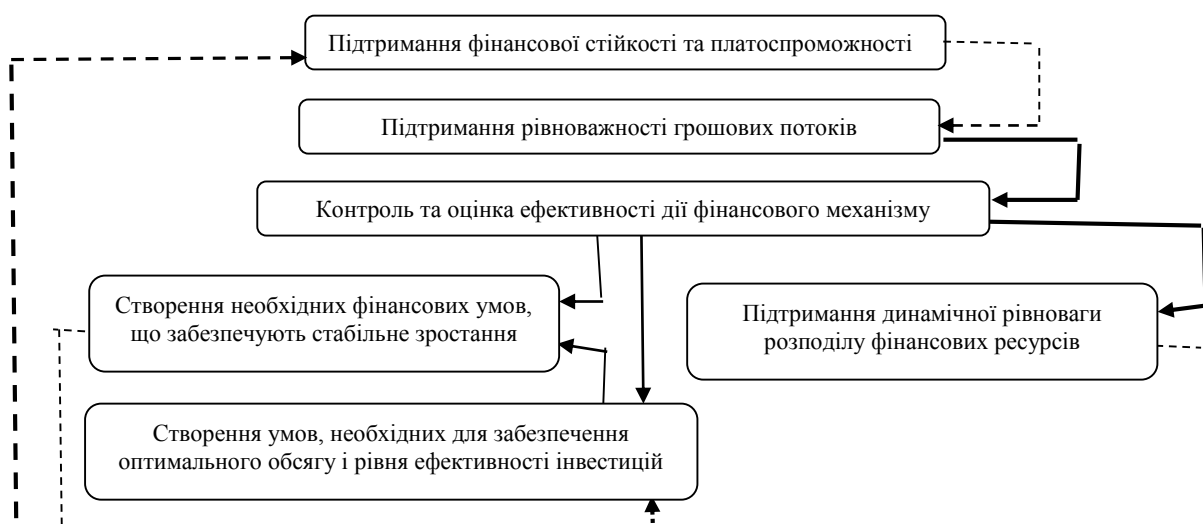 Підтримання фінансової стійкості та платоспроможності
Підтримання рівноважності грошових потоків
Контроль та оцінка ефективності дії фінансового механізму
Створення необхідних фінансових умов,
що забезпечують стабільне зростання
Підтримання динамічної рівноваги
розподілу фінансових ресурсів
Створення умов, необхідних для забезпечення
оптимального обсягу і рівня ефективності інвестицій